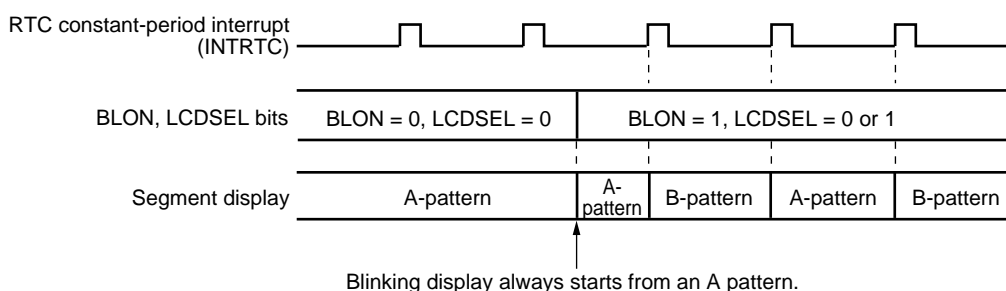 RTC constant-period interrupt
(INTRTC)
BLON, LCDSEL bits
BLON = 0, LCDSEL = 0
BLON = 1, LCDSEL = 0 or 1
Segment display
A-pattern
A-
pattern
B-pattern
A-pattern
B-pattern
Blinking display always starts from an A pattern.